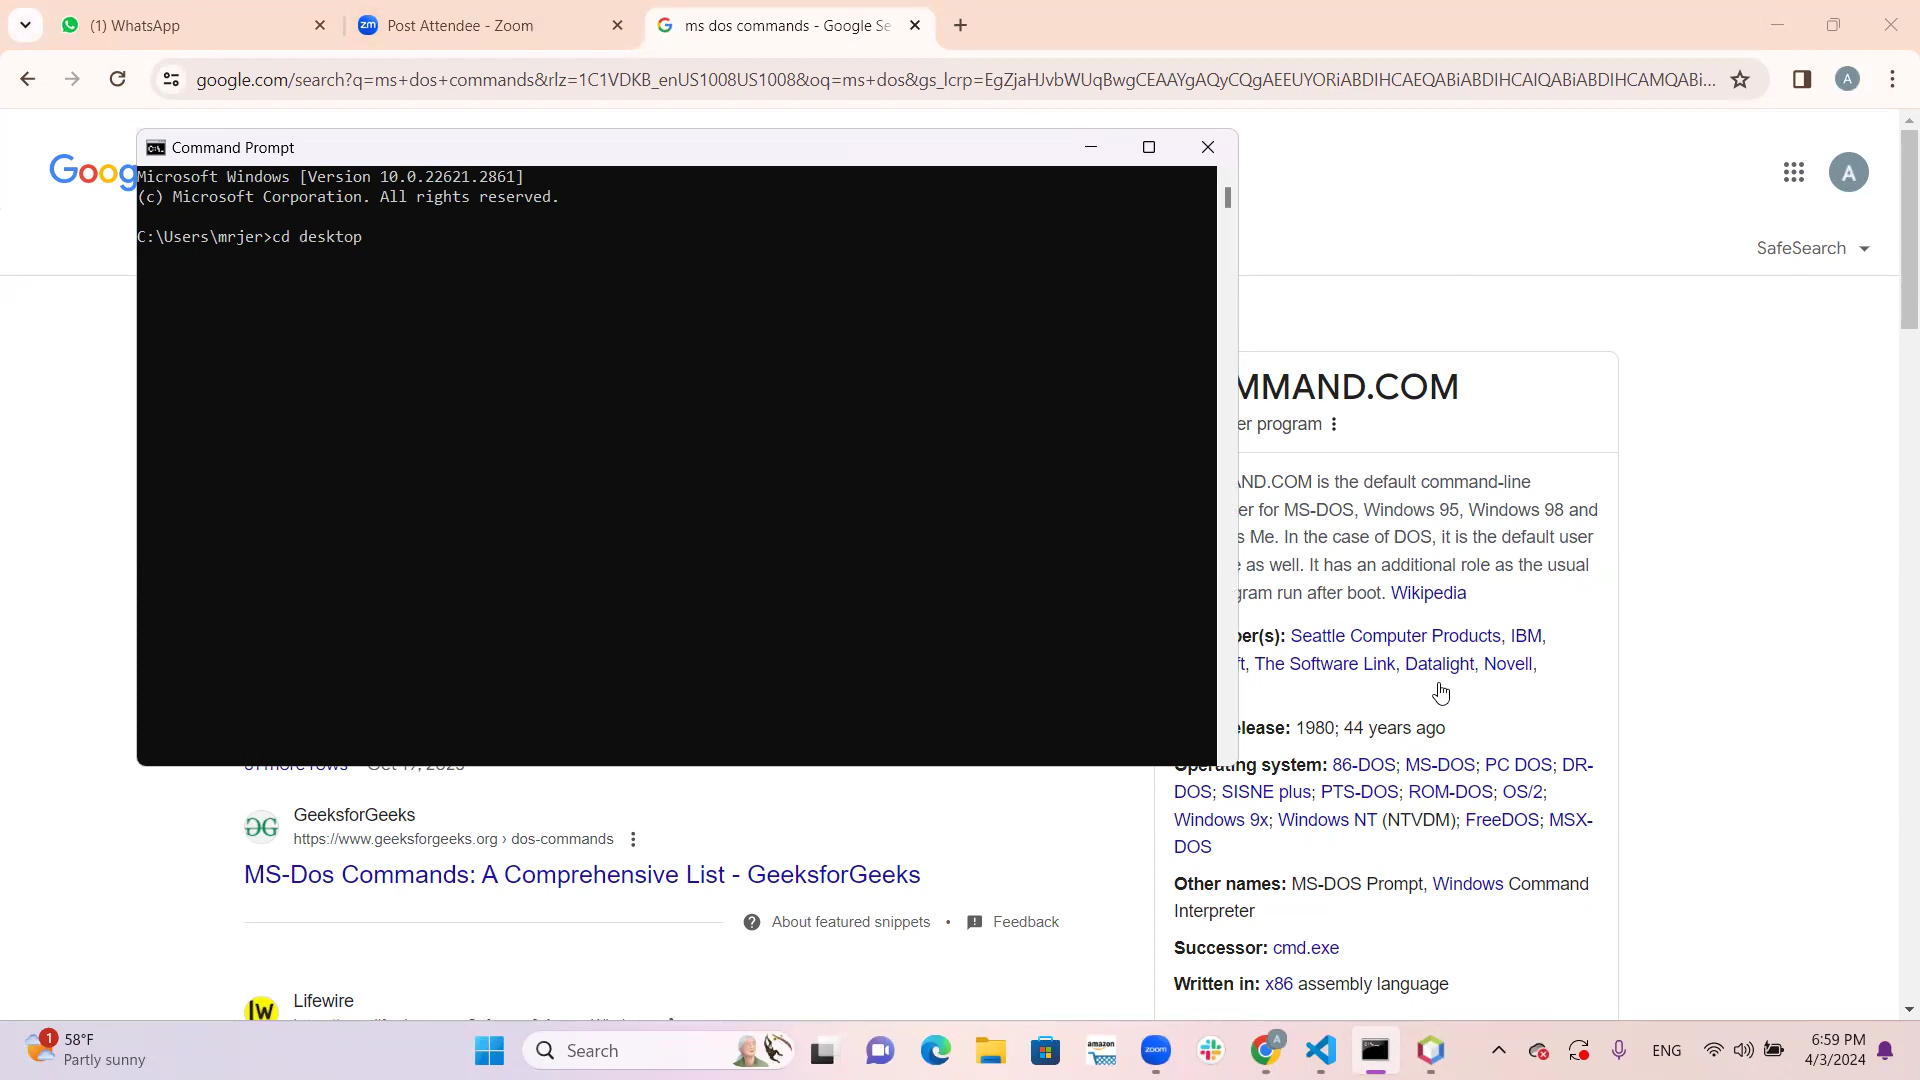 (1) WhatsApp
Post Attendee - Zoom
ms dos commands - Google Se
google.com/search?q=ms+dos+commands&rlz=1C1VDKB_enUS1008US1008&oq=ms+dos&gs_lcrp=EgZjaHJvbWUqBwgCEAAYgAQyCQgAEEUYORiABDIHCAEQABiABDIHCAIQABiABDIHCAMQABi...
A
Goog
A
SafeSearch
Command Prompt
Microsoft Windows [Version 10.0.22621.2861]
(c) Microsoft Corporation. All rights reserved.
C:\Users\mrjer>cd desktop
MMAND.COM
er program
ND.COM is the default command-line
er for MS-DOS, Windows 95, Windows 98 and
s Me. In the case of DOS, it is the default user
e as well. It has an additional role as the usual
gram run after boot. Wikipedia
per(s): Seattle Computer Products, IBM,
ft, The Software Link, Datalight, Novell,
elease: 1980; 44 years ago
Operating system: 86-DOS; MS-DOS; PC DOS; DR-
DOS; SISNE plus; PTS-DOS; ROM-DOS; OS/2;
Windows 9x; Windows NT (NTVDM); FreeDOS; MSX-
DOS
Other names: MS-DOS Prompt, Windows Command
Interpreter
Successor: cmd.exe
Written in: x86 assembly language
GeeksforGeeks
https://www.geeksforgeeks.org › dos-commands
MS-Dos Commands: A Comprehensive List - GeeksforGeeks
About featured snippets • Feedback
Lifewire
lw
1
58°F
Partly sunny
Search
amazon
zoom
A
ENG
6:59 PM
4/3/2024